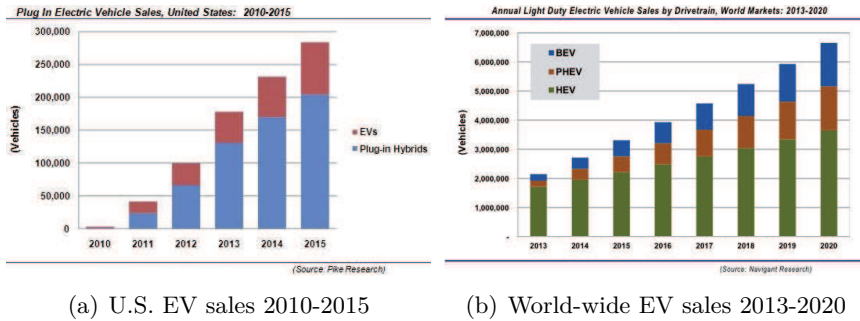 Plug In Electric Vehicle Sales, United States: 2010-2015
300,000
250,000
200,000
150,000
100,000
50,000
0
(Vehicles)
EVs
Plug-in Hybrids
2010 2011 2012 2013 2014 2015
(Source: Pike Research)
(a) U.S. EV sales 2010-2015
Annual Light Duty Electric Vehicle Sales by Drivetrain, World Markets: 2013-2020
7,000,000
6,000,000
5,000,000
4,000,000
3,000,000
2,000,000
1,000,000
-
(Vehicles)
BEV
PHEV
HEV
2013 2014 2015 2016 2017 2018 2019 2020
(Source: Navigant Research)
(b) World-wide EV sales 2013-2020